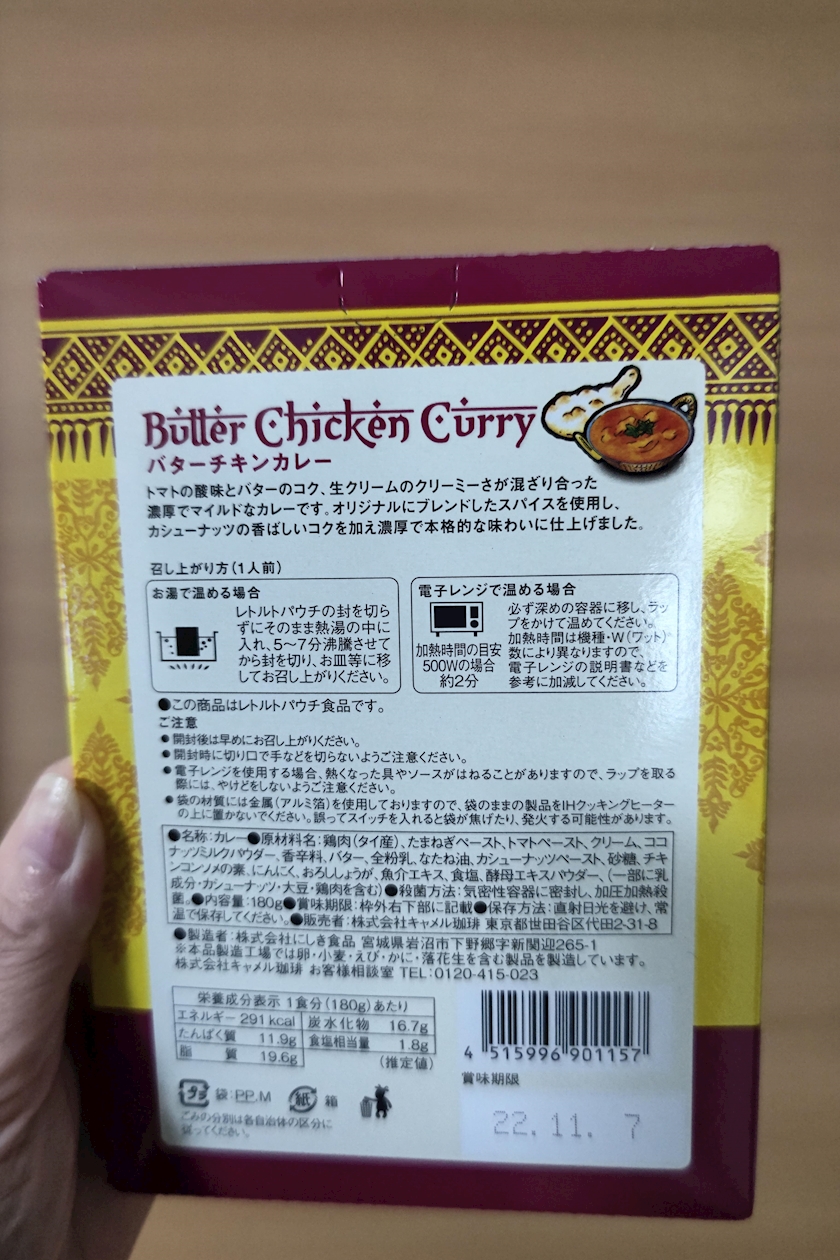 Butter Chicken Curry
バターチキンカレー
トマトの酸味とバターのコク、生クリームのクリーミーさが混ざり合った
濃厚でマイルドなカレーです。オリジナルにブレンドしたスパイスを使用し、
カシューナッツの香ばしいコクを加え濃厚で本格的な味わいに仕上げました。
召し上がり方(1人前)
お湯で温める場合
レトルトパウチの封を切ら
ずにそのまま熱湯の中に
入れ、5〜7分沸騰させて
から封を切り、お皿等に移
してお召し上がりください。
電子レンジで温める場合
加熱時間の目安
500Wの場合
約2分
必ず深めの容器に移し、ラッ
プをかけて温めてください。
加熱時間は機種・W(ワット)
数により異なりますので、
電子レンジの説明書などを
参考に加減してください。
●この商品はレトルトパウチ食品です。
ご注意
●開封後は早めにお召し上がりください。
●開封時に切り口で手などを切らないようご注意ください。
●電子レンジを使用する場合、熱くなった具やソースがはねることがありますので、ラップを取る
際には、やけどをしないようご注意ください。
●袋の材質には金属(アルミ箔)を使用しておりますので、袋のままの製品をIHクッキングヒーター
の上に置かないでください。誤ってスイッチを入れると袋が焦げたり、発火する可能性があります。
●名称:カレー●原材料名:鶏肉(タイ産)、たまねぎペースト、トマトペースト、クリーム、ココ
ナッツミルクパウダー、香辛料、バター、全粉乳、なたね油、カシューナッツペースト、砂糖、チキ
ンコンソメの素、にんにく、おろししょうが、魚介エキス、食塩、酵母エキスパウダー、(一部に乳
成分・カシューナッツ・大豆・鶏肉を含む)●殺菌方法:気密性容器に密封し、加圧加熱殺
菌。●内容量:180g●賞味期限:枠外右下部に記載●保存方法:直射日光を避け、常
温で保存してください。●販売者:株式会社キャメル珈琲 東京都世田谷区代田2-31-8
●製造者:株式会社にしき食品 宮城県岩沼市下野郷字新関迎265-1
※本品製造工場では卵・小麦・えび・かに・落花生を含む製品を製造しています。
株式会社キャメル珈琲 お客様相談室 TEL:0120-415-023
栄養成分表示 1食分(180g)あたり
エネルギー 291kcal 炭水化物 16.7g
たんぱく質 11.9g 食塩相当量 1.8g
脂質 19.6g (推定値)
4 515996 901157
賞味期限
22.11. 7
プラ 袋:PP.M 紙 箱
ごみの分別は各自治体の区分に
従ってください。